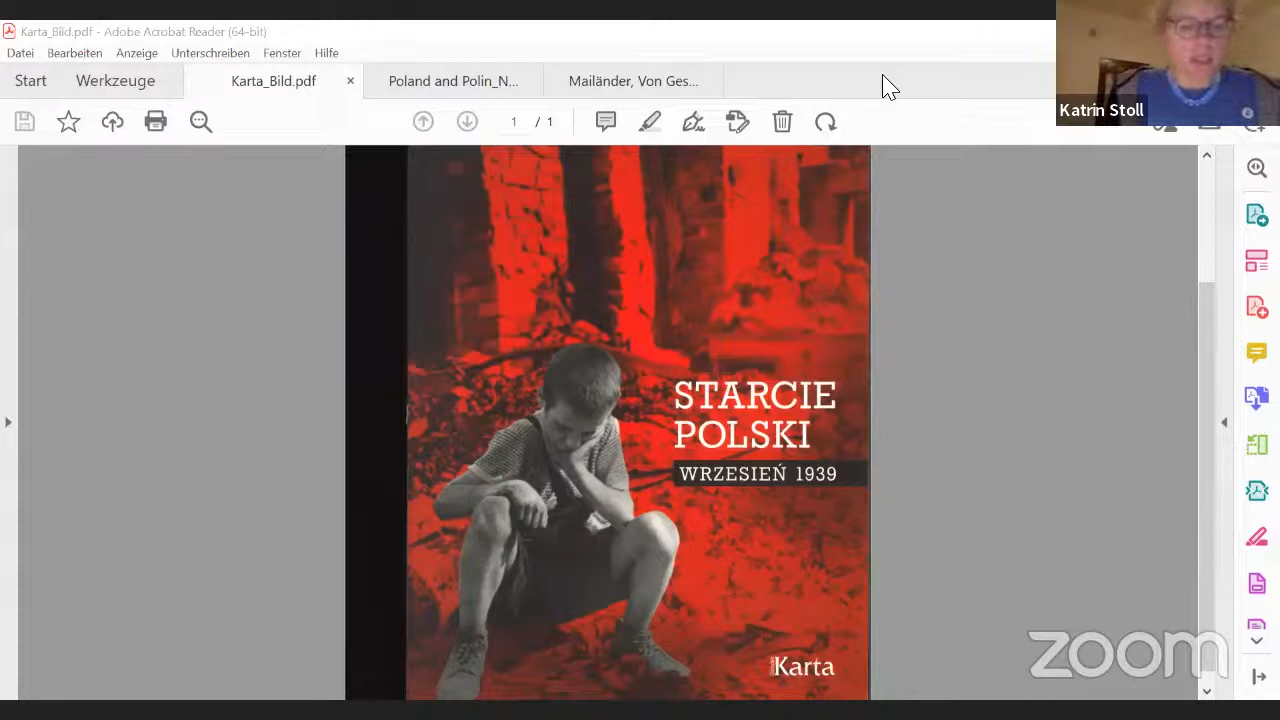 Karta_Bild.pdf - Adobe Acrobat Reader (64-bit)
Datei Bearbeiten Anzeige Unterschreiben Fenster Hilfe
Start Werkzeuge Karta_Bild.pdf × Poland and Polin_N... Mailänder, Von Ges...
Katrin Stoll
1 / 1
STARCIE
POLSKI
WRZESIEŃ 1939
Karta
zoom